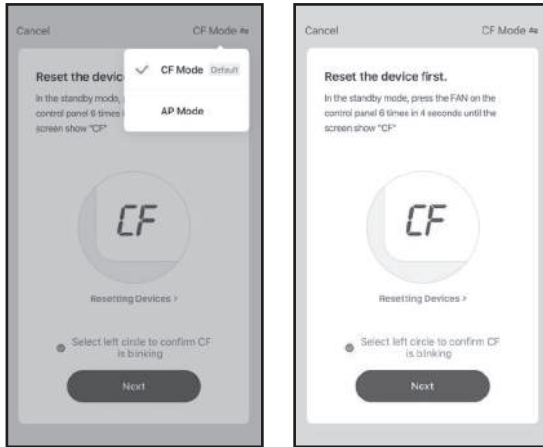 Cancel
CF Mode ⇋
CF Mode Default
AP Mode
Reset the devic
In the standby mode,
control panel 6 times i
screen show "CF"
CF
Resetting Devices >
Select left circle to confirm CF
is binking
Next
Cancel
CF Mode ⇋
Reset the device first.
In the standby mode, press the FAN on the
control panel 6 times in 4 seconds until the
screen show "CF"
CF
Resetting Devices >
Select left circle to confirm CF
is blnking
Next